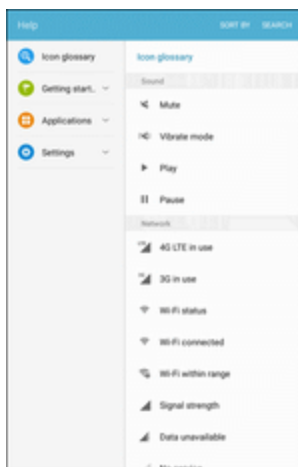 Help
SORT BY SEARCH
Icon glossary
Getting start..
Applications
Settings
Icon glossary
Sound
Mute
Vibrate mode
Play
Pause
Network
4G LTE in use
3G in use
Wi-Fi status
Wi-Fi connected
Wi-Fi within range
Signal strength
Data unavailable